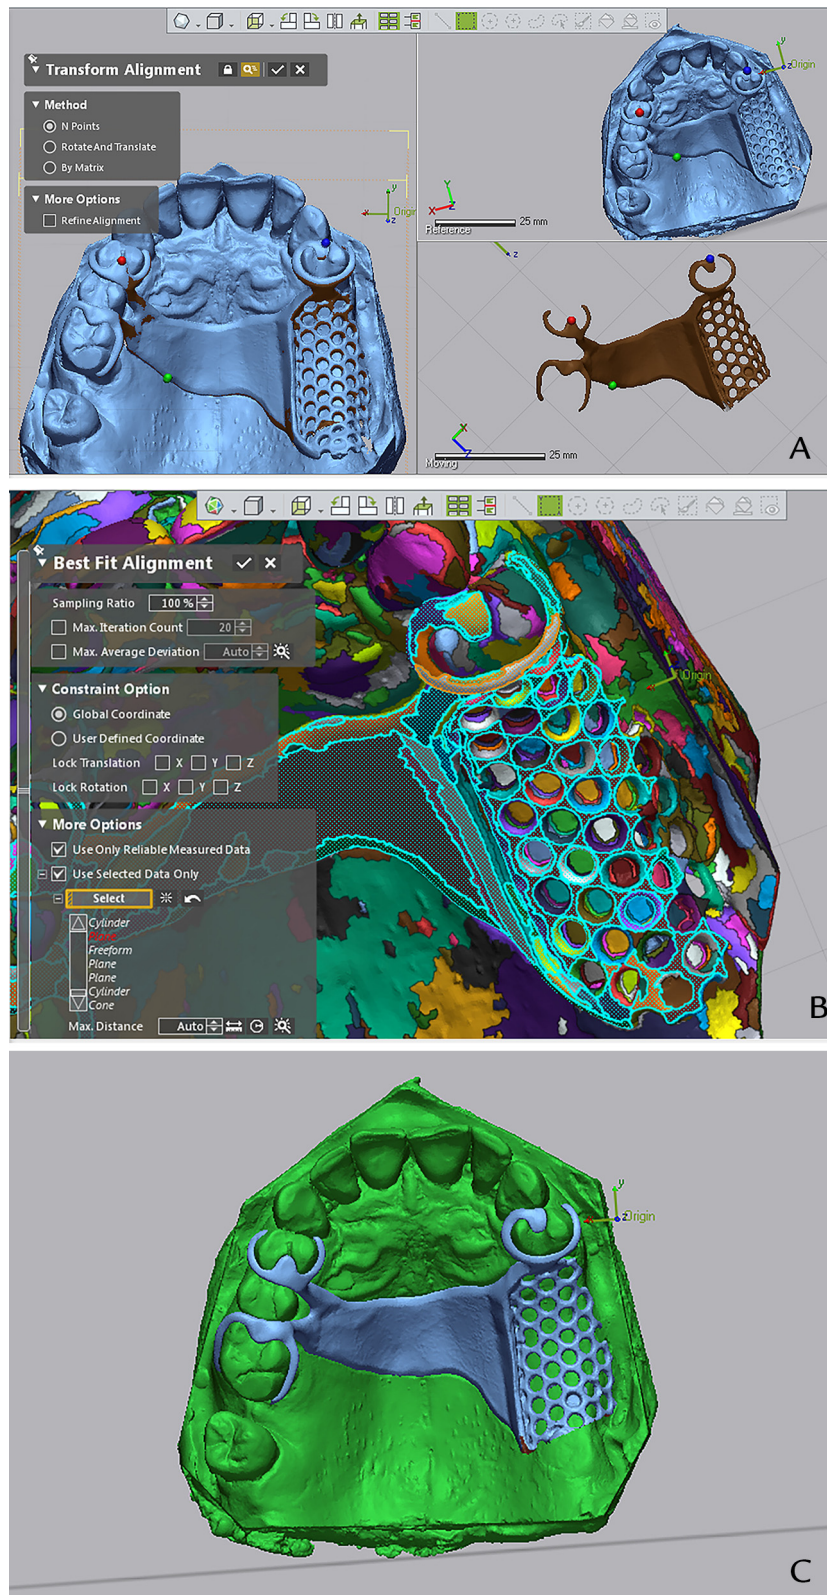 Transform Alignment
Method
N Points
Rotate And Translate
By Matrix
More Options
Refine Alignment
y
Origin
x
z
y
zOrigin
Y
X
Z
25 mm
Reference
z
X
Z
25 mm
Moving
A
Best Fit Alignment
Sampling Ratio 100 %
Max. Iteration Count 20
Max. Average Deviation Auto
Constraint Option
Global Coordinate
User Defined Coordinate
Lock Translation X Y Z
Lock Rotation X Y Z
More Options
Use Only Reliable Measured Data
Use Selected Data Only
Select
Cylinder
Freeform
Plane
Plane
Cylinder
Cone
Max. Distance Auto
Origin
B
y
zOrigin
C